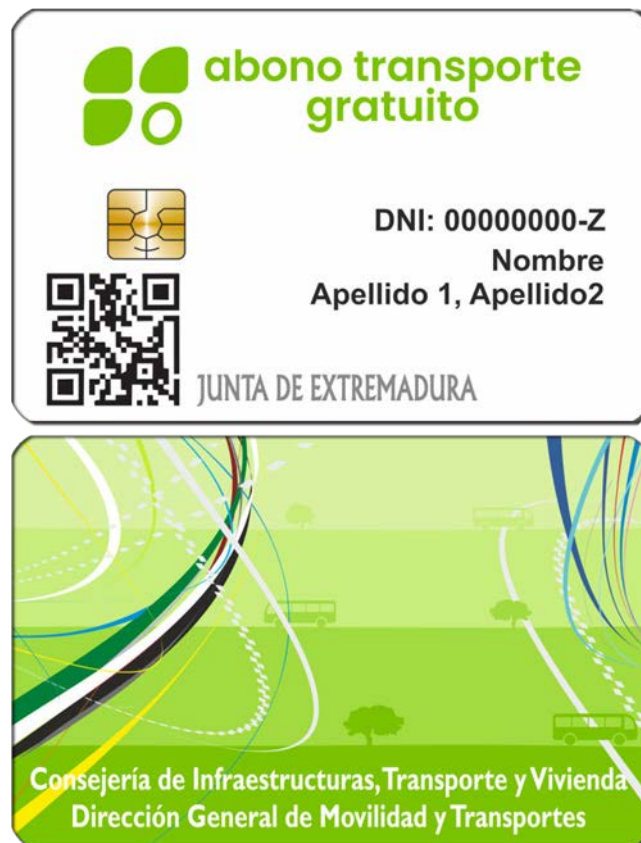 abono transporte
gratuito
DNI: 00000000-Z
Nombre
Apellido 1, Apellido2
JUNTA DE EXTREMADURA
Consejería de Infraestructuras, Transporte y Vivienda
Dirección General de Movilidad y Transportes